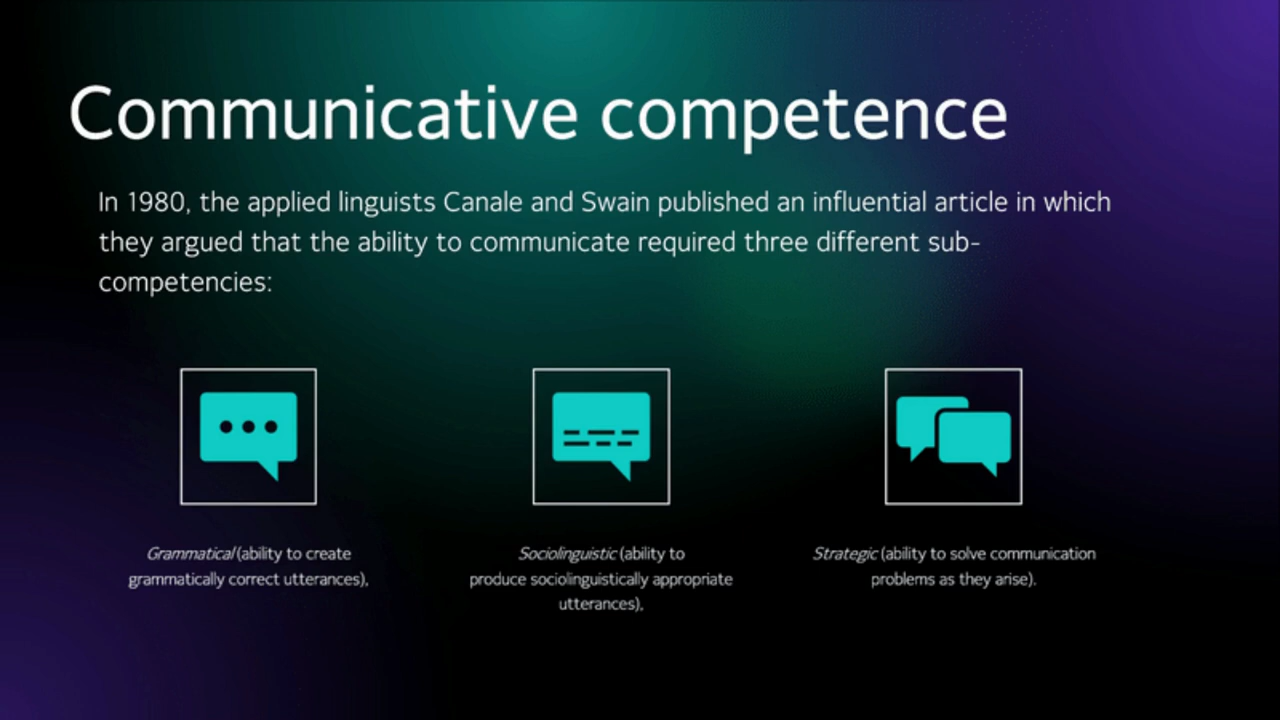 Communicative competence
In 1980, the applied linguists Canale and Swain published an influential article in which
they argued that the ability to communicate required three different sub-
competencies:
Grammatical (ability to create
grammatically correct utterances),
Sociolinguistic (ability to
produce sociolinguistically appropriate
utterances),
Strategic (ability to solve communication
problems as they arise).